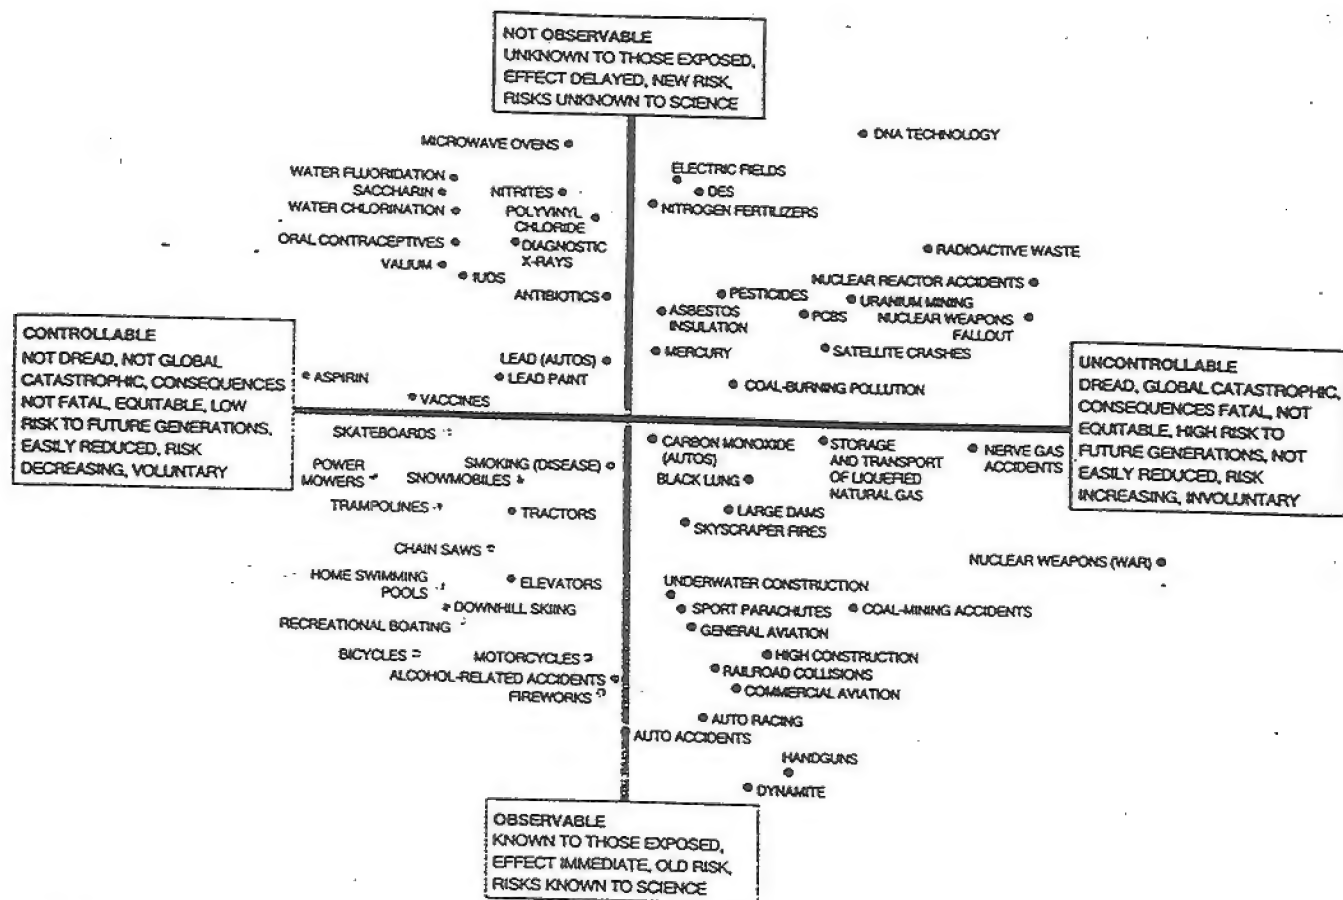 NOT OBSERVABLE
UNKNOWN TO THOSE EXPOSED,
EFFECT DELAYED, NEW RISK,
RISKS UNKNOWN TO SCIENCE
MICROWAVE OVENS
DNA TECHNOLOGY
WATER FLUORIDATION
SACCHARIN
WATER CHLORINATION
NITRITES
POLYVINYL
CHLORIDE
ELECTRIC FIELDS
DES
NITROGEN FERTILIZERS
ORAL CONTRACEPTIVES
VALIUM
IUDS
DIAGNOSTIC
X-RAYS
ANTIBIOTICS
RADIOACTIVE WASTE
NUCLEAR REACTOR ACCIDENTS
PESTICIDES
URANIUM MINING
ASBESTOS
INSULATION
PCBS
NUCLEAR WEAPONS
FALLOUT
MERCURY
SATELLITE CRASHES
COAL-BURNING POLLUTION
LEAD (AUTOS)
LEAD PAINT
ASPIRIN
VACCINES
CONTROLLABLE
NOT DREAD, NOT GLOBAL
CATASTROPHIC, CONSEQUENCES
NOT FATAL, EQUITABLE, LOW
RISK TO FUTURE GENERATIONS,
EASILY REDUCED, RISK
DECREASING, VOLUNTARY
UNCONTROLLABLE
DREAD, GLOBAL CATASTROPHIC,
CONSEQUENCES FATAL, NOT
EQUITABLE, HIGH RISK TO
FUTURE GENERATIONS, NOT
EASILY REDUCED, RISK
INCREASING, INVOLUNTARY
SKATEBOARDS
SMOKING (DISEASE)
POWER
MOWERS
SNOWMOBILES
TRAMPOLINES
TRACTORS
CHAIN SAWS
HOME SWIMMING
POOLS
ELEVATORS
DOWNHILL SKIING
RECREATIONAL BOATING
BICYCLES
MOTORCYCLES
ALCOHOL-RELATED ACCIDENTS
FIREWORKS
CARBON MONOXIDE
(AUTOS)
BLACK LUNG
STORAGE
AND TRANSPORT
OF LIQUEFIED
NATURAL GAS
NERVE GAS
ACCIDENTS
LARGE DAMS
SKYSCRAPER FIRES
NUCLEAR WEAPONS (WAR)
UNDERWATER CONSTRUCTION
SPORT PARACHUTES
COAL-MINING ACCIDENTS
GENERAL AVIATION
HIGH CONSTRUCTION
RAILROAD COLLISIONS
COMMERCIAL AVIATION
AUTO RACING
AUTO ACCIDENTS
HANDGUNS
DYNAMITE
OBSERVABLE
KNOWN TO THOSE EXPOSED,
EFFECT IMMEDIATE, OLD RISK,
RISKS KNOWN TO SCIENCE